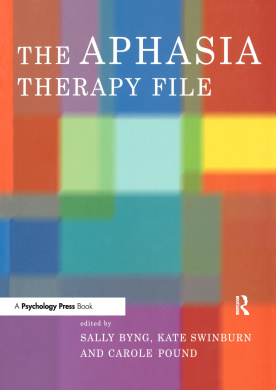 THE APHASIA
THERAPY FILE
A Psychology Press Book
edited by
SALLY BYNG, KATE SWINBURN
AND CAROLE POUND
R